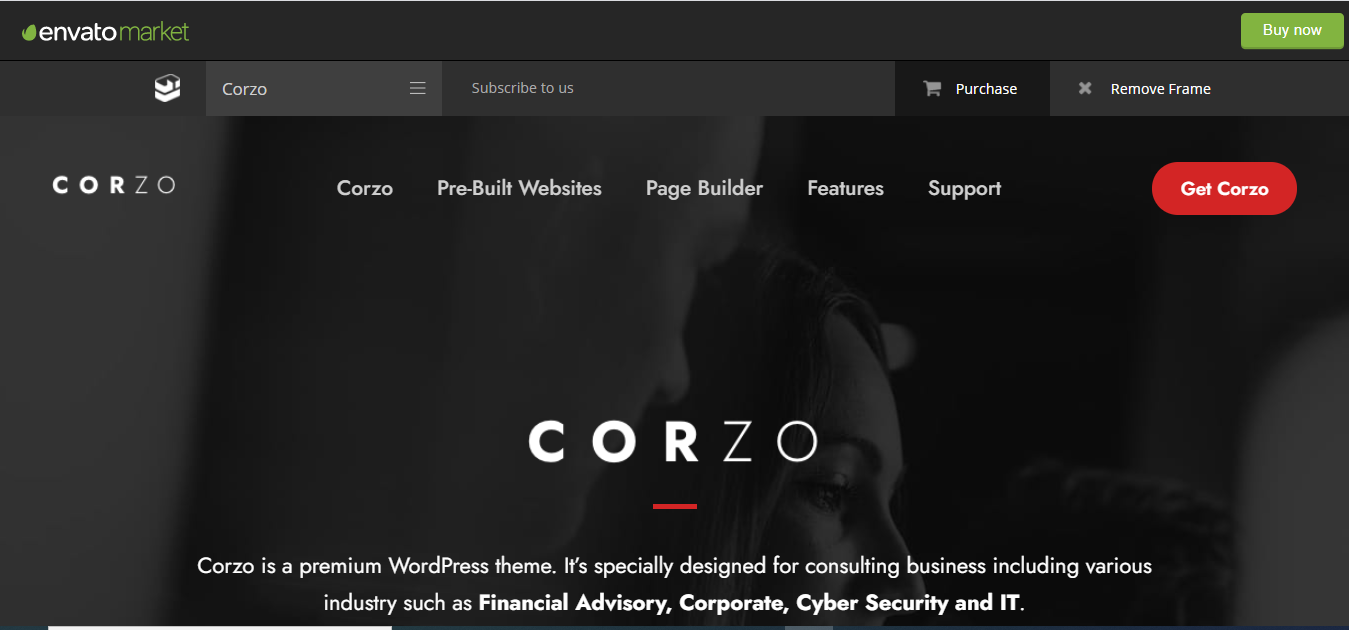 envato market
Buy now
Corzo
Subscribe to us
Purchase
Remove Frame
CORZO
Corzo
Pre-Built Websites
Page Builder
Features
Support
Get Corzo
CORZO
Corzo is a premium WordPress theme. It's specially designed for consulting business including various
industry such as Financial Advisory, Corporate, Cyber Security and IT.